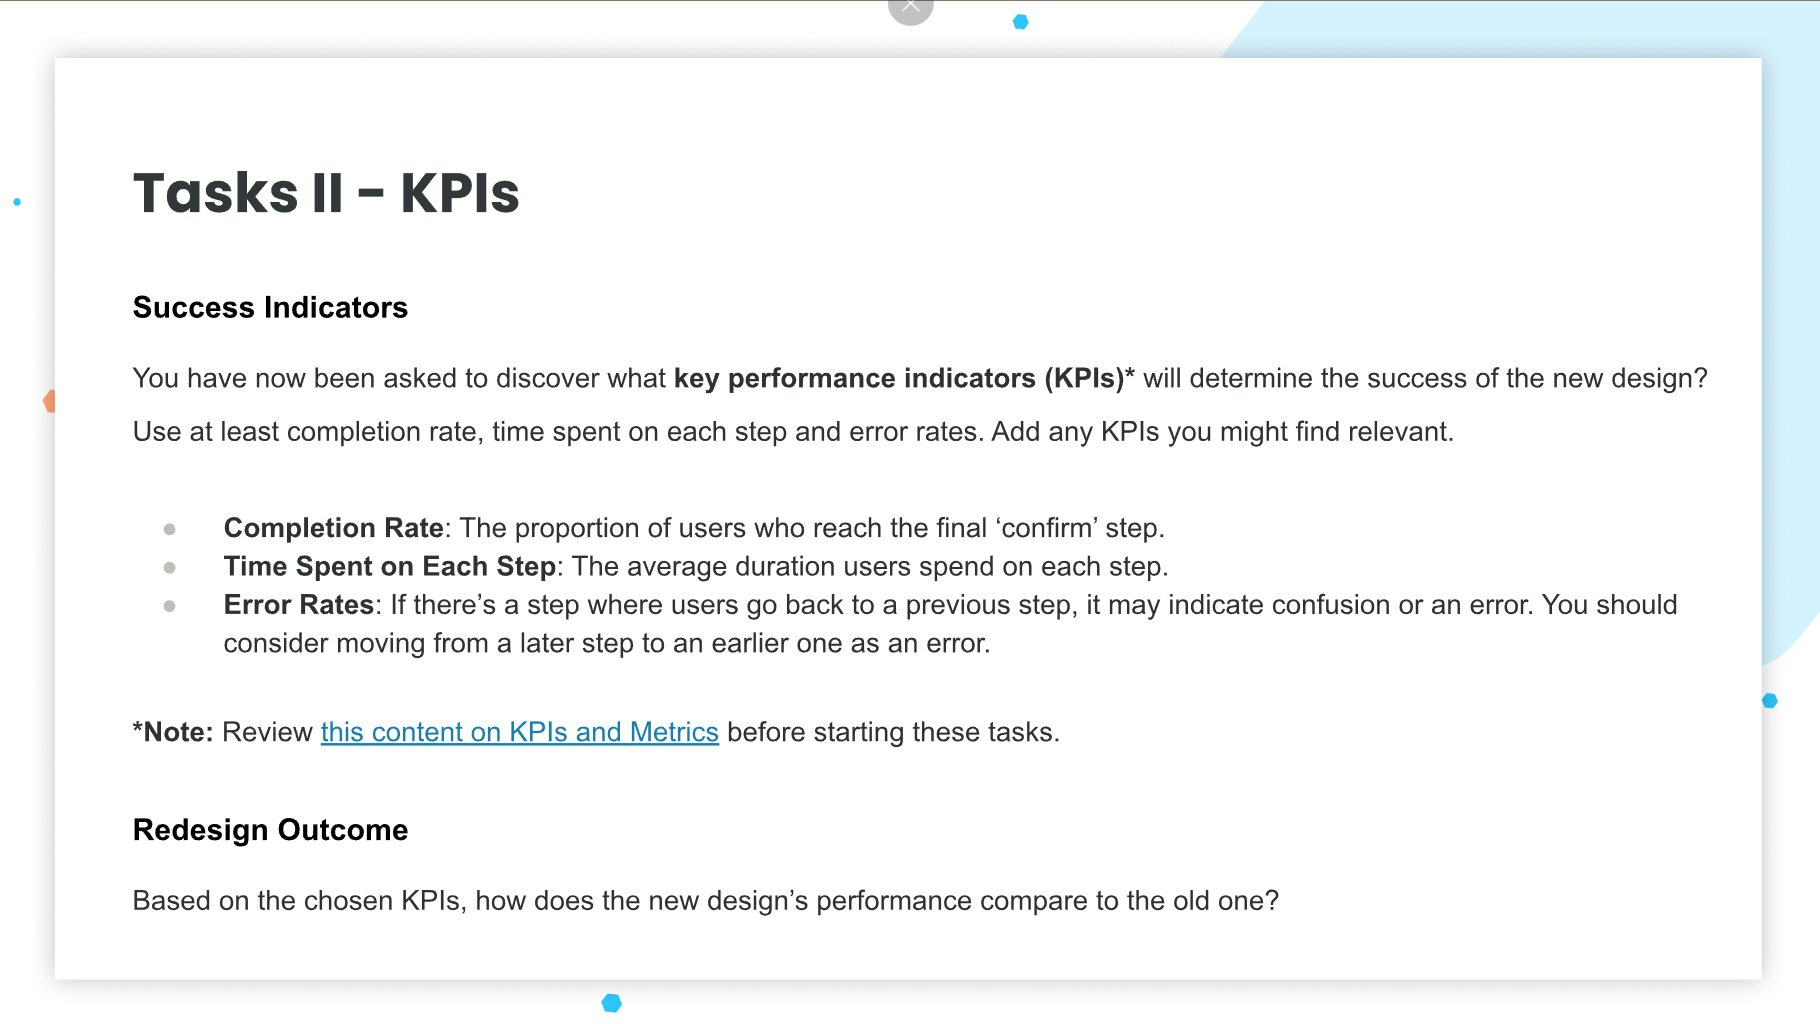 Tasks II - KPIs
Success Indicators
You have now been asked to discover what key performance indicators (KPIs)* will determine the success of the new design?
Use at least completion rate, time spent on each step and error rates. Add any KPIs you might find relevant.
● Completion Rate: The proportion of users who reach the final ‘confirm’ step.
● Time Spent on Each Step: The average duration users spend on each step.
● Error Rates: If there’s a step where users go back to a previous step, it may indicate confusion or an error. You should
consider moving from a later step to an earlier one as an error.
*Note: Review this content on KPIs and Metrics before starting these tasks.
Redesign Outcome
Based on the chosen KPIs, how does the new design’s performance compare to the old one?